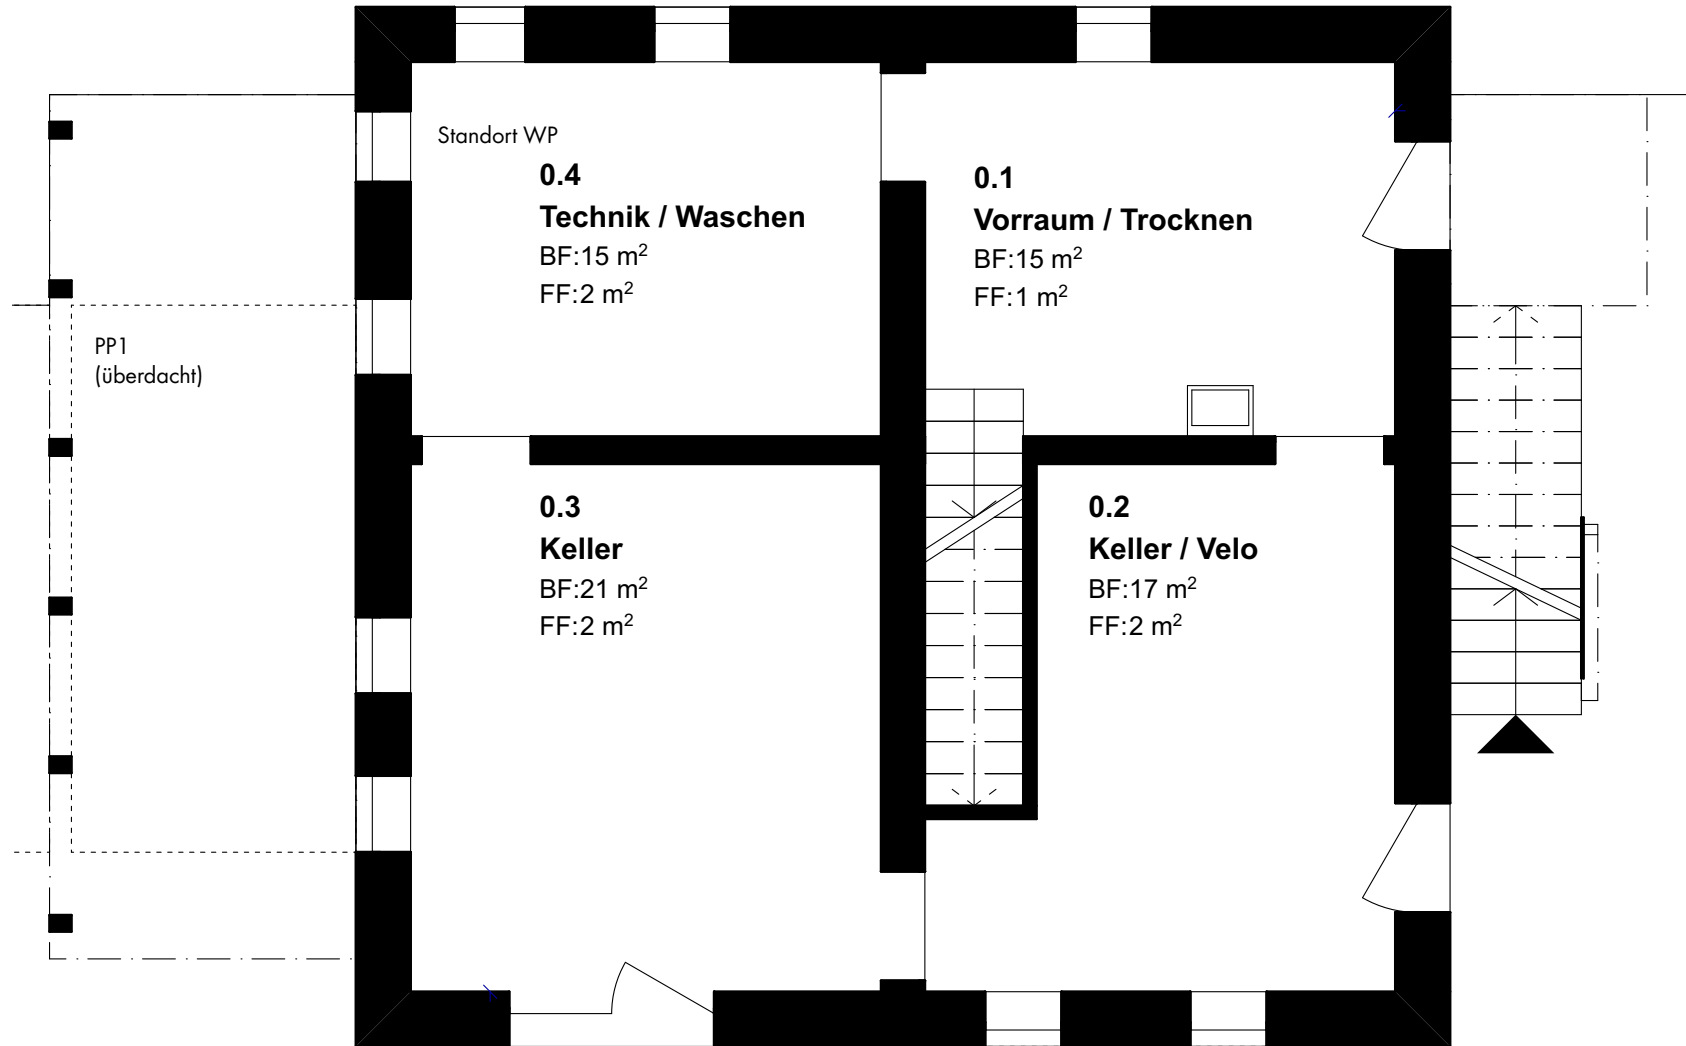 Standort WP
0.4
Technik / Waschen
BF:15 m²
FF:2 m²
0.1
Vorraum / Trocknen
BF:15 m²
FF:1 m²
PP1
(überdacht)
0.3
Keller
BF:21 m²
FF:2 m²
0.2
Keller / Velo
BF:17 m²
FF:2 m²